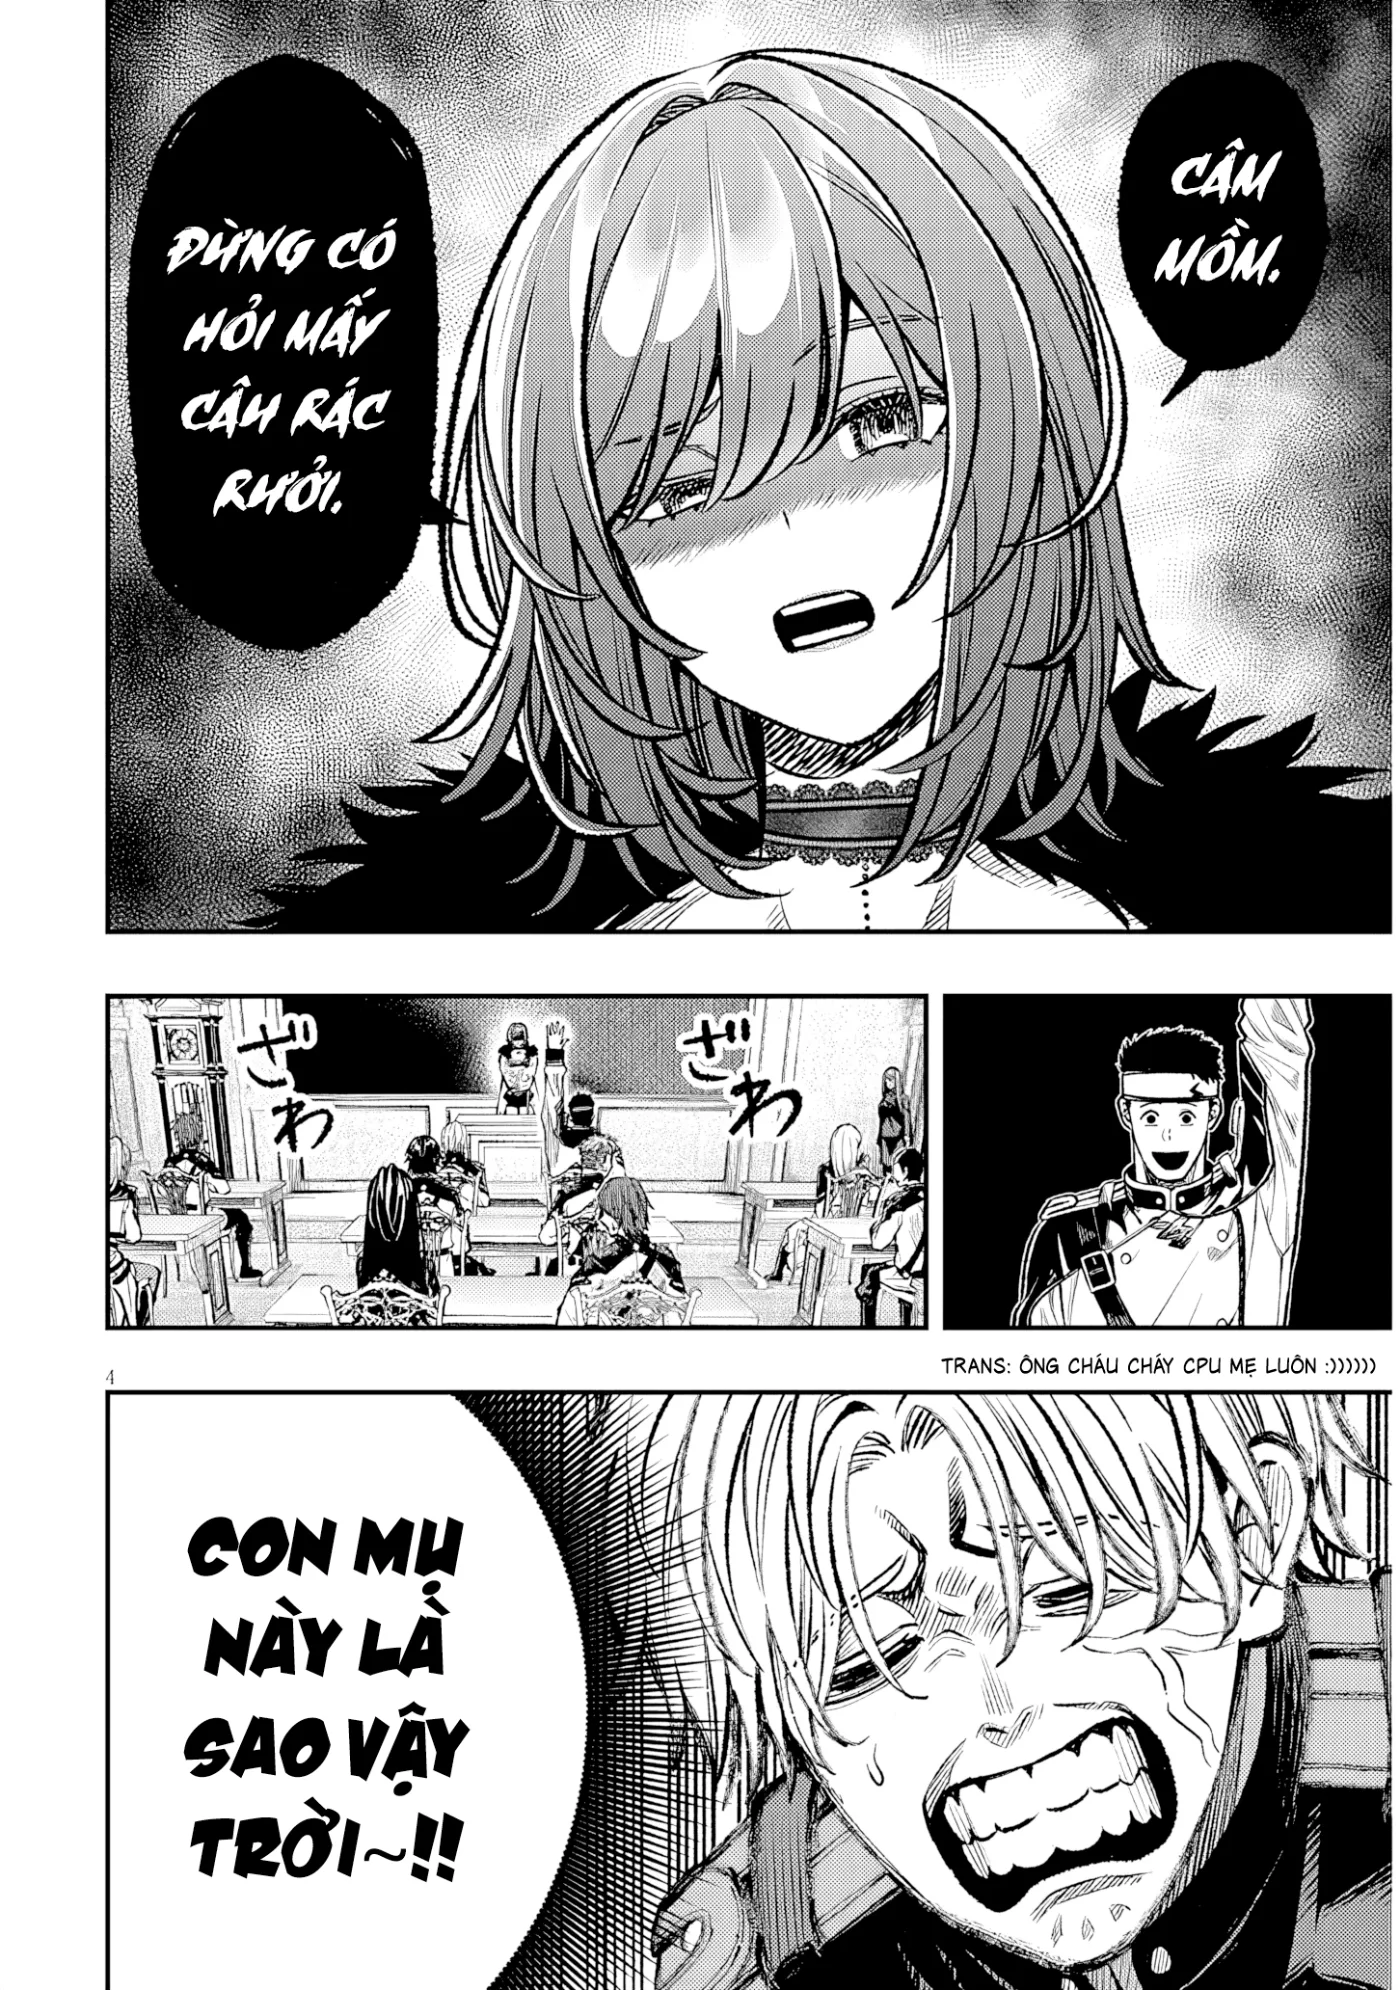 CÂM
MỒM.
ĐỪNG CÓ
HỎI MẤY
CÂU RÁC
RƯỞI.
ざわ
ざわ
TRANS: ÔNG CHÁU CHÁY CPU MẸ LUÔN :))))))
4
CON MỤ
NÀY LÀ
SAO VẬY
TRỜI~!!